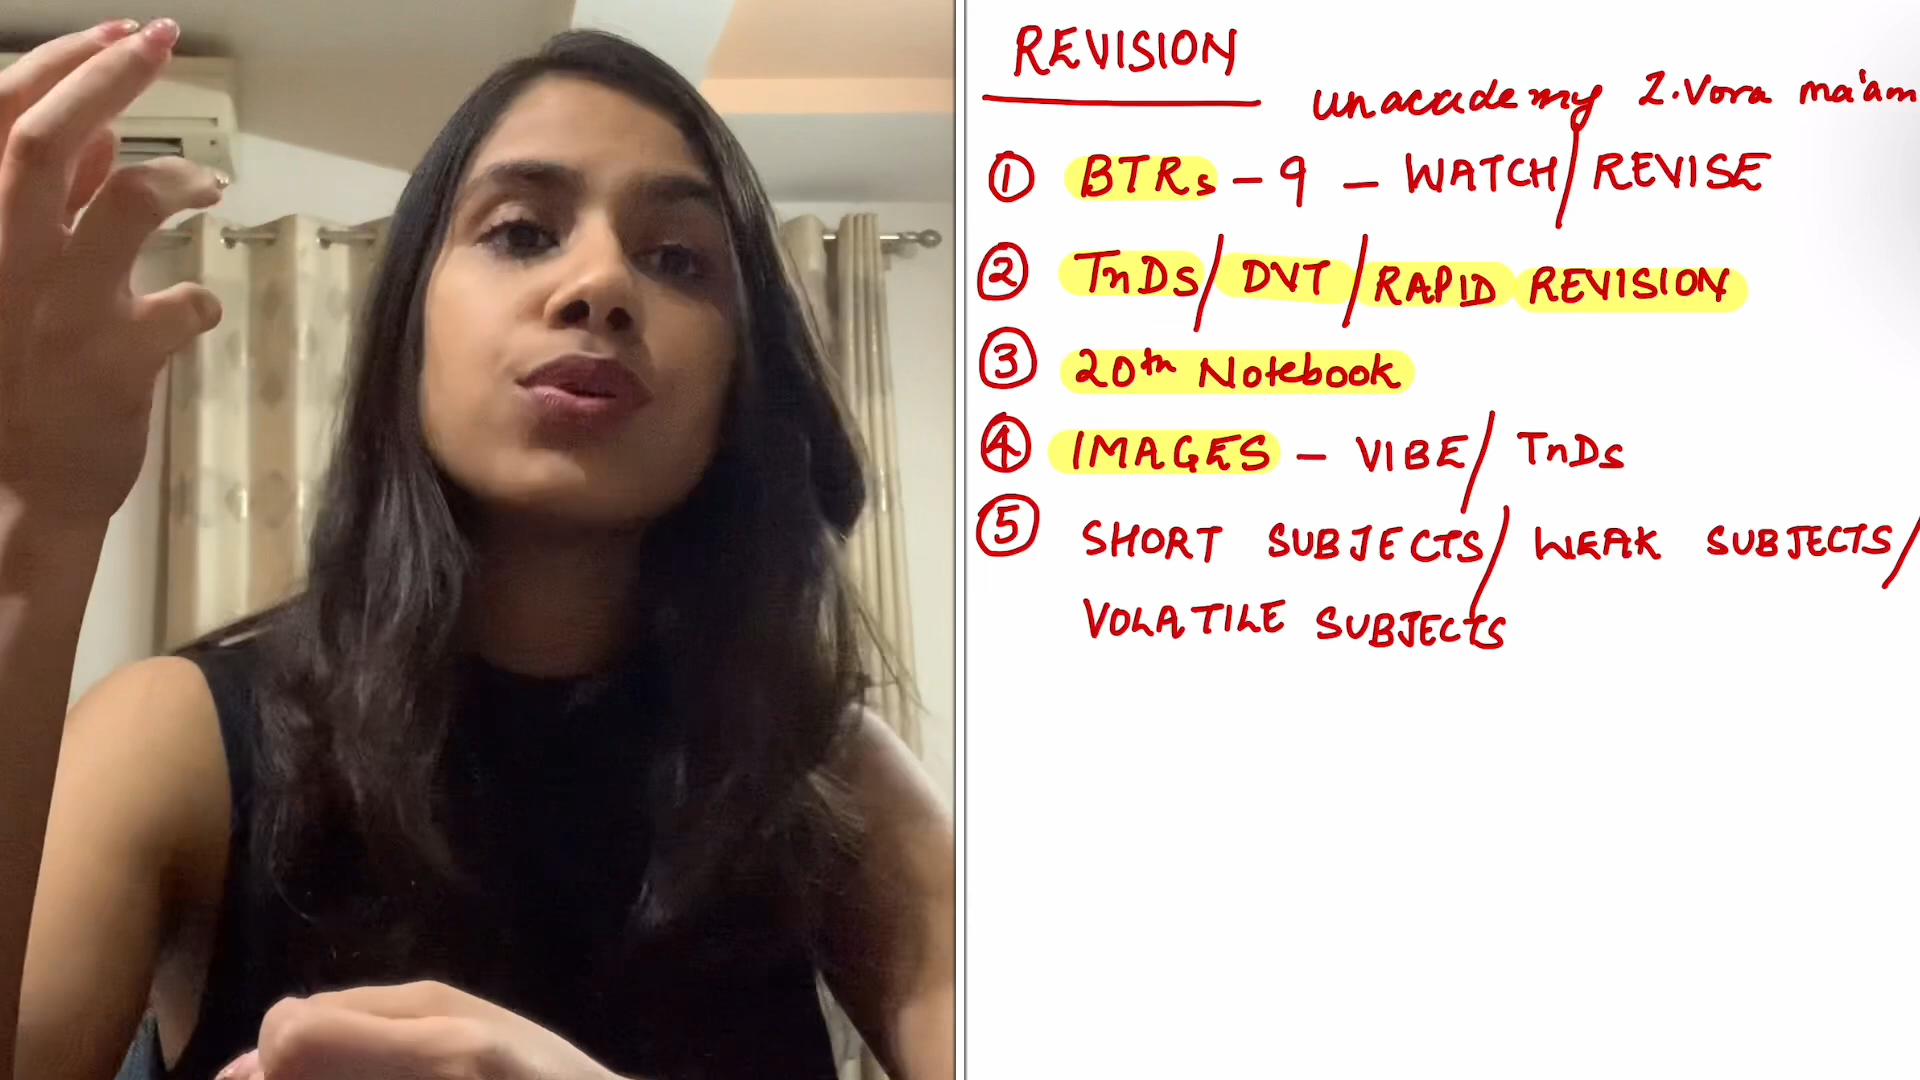 REVISION
unacademy Z.Vora ma'am
① BTRs - 9 - WATCH/REVISE
② TnDs/DVT/RAPID REVISION
③ 20th Notebook
④ IMAGES - VIBE/TnDs
⑤ SHORT SUBJECTS/WEAK SUBJECTS/
VOLATILE SUBJECTS